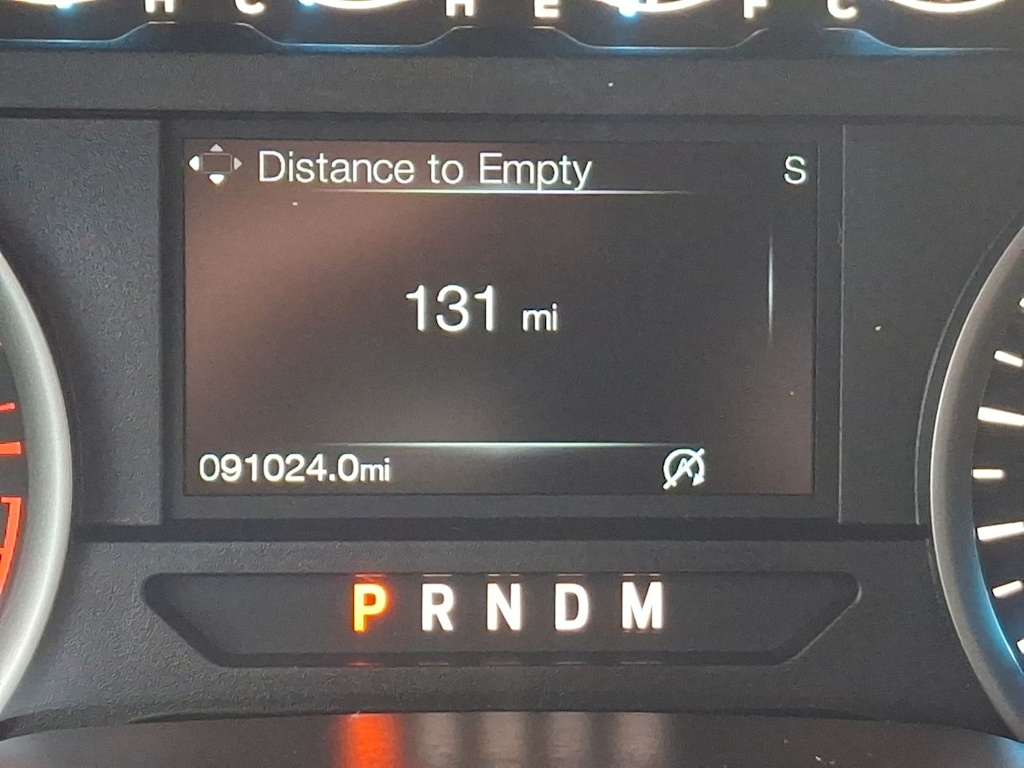 H C H E F C
Distance to Empty S
131 mi
091024.0mi
P R N D M